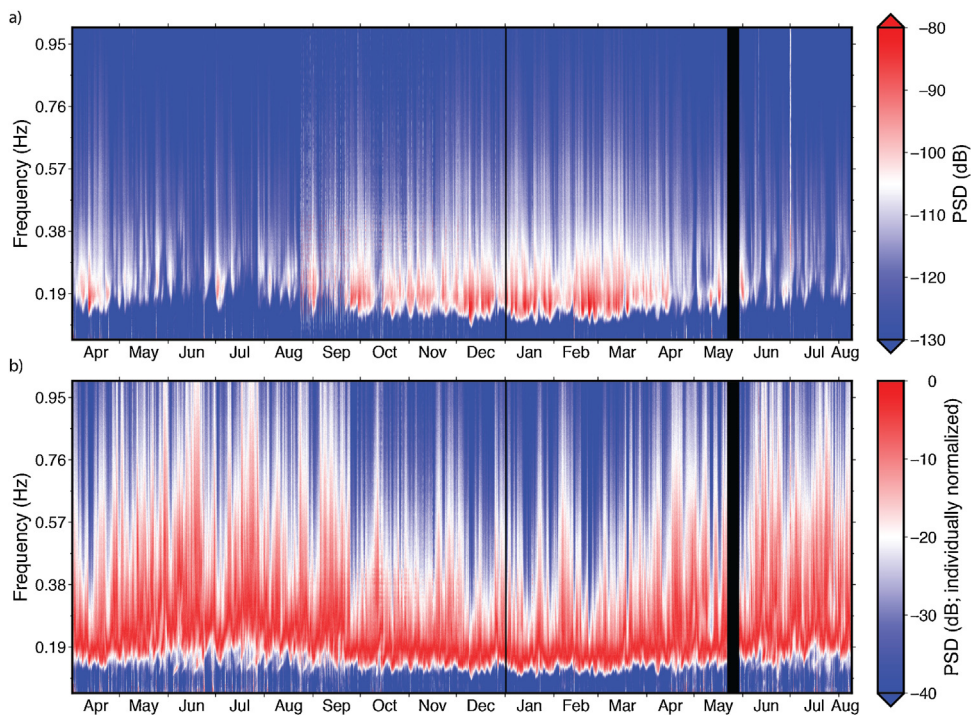 a)
0.95
0.76
0.57
0.38
0.19
Frequency (Hz)
Apr May Jun Jul Aug Sep Oct Nov Dec Jan Feb Mar Apr May Jun Jul Aug
−80
−90
−100
−110
−120
−130
PSD (dB)
b)
0.95
0.76
0.57
0.38
0.19
Frequency (Hz)
Apr May Jun Jul Aug Sep Oct Nov Dec Jan Feb Mar Apr May Jun Jul Aug
0
−10
−20
−30
−40
PSD (dB; individually normalized)